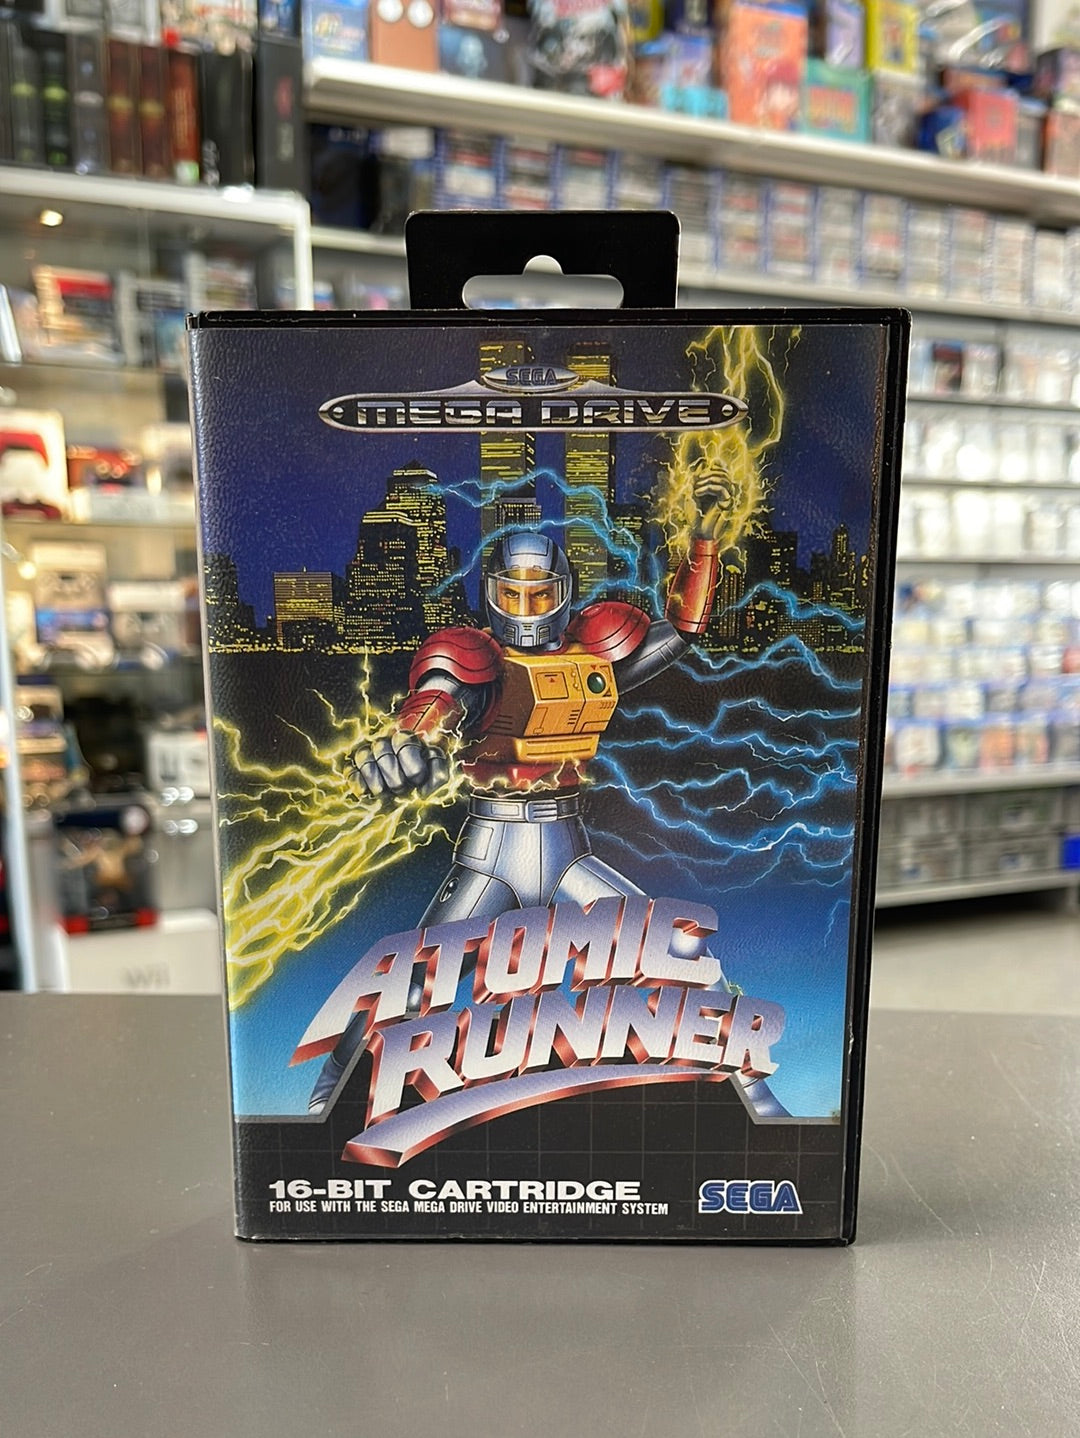 SEGA
MEGA DRIVE
ATOMIC
RUNNER
16-BIT CARTRIDGE
FOR USE WITH THE SEGA MEGA DRIVE VIDEO ENTERTAINMENT SYSTEM
SEGA
Wii